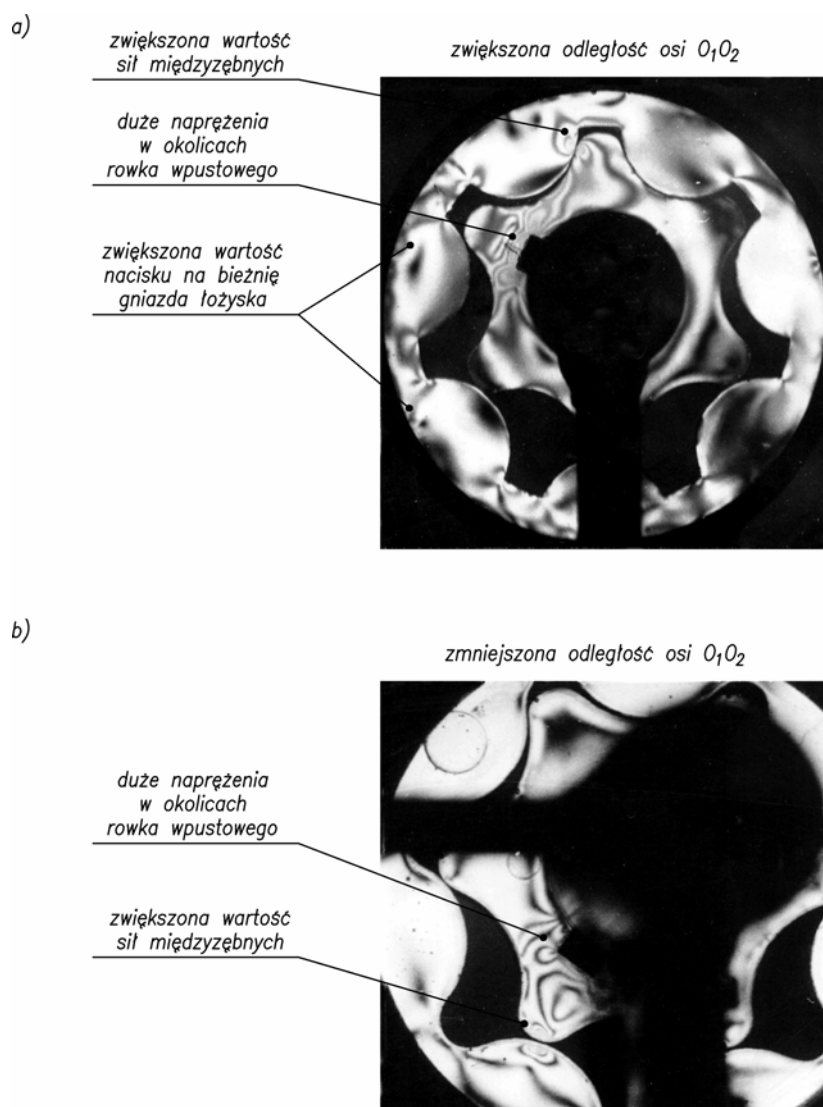 a)
zwiększona wartość
sił międzyzębnych
zwiększona odległość osi O₁O₂
duże naprężenia
w okolicach
rowka wpustowego
zwiększona wartość
nacisku na bieżnię
gniazda łożyska
b)
zmniejszona odległość osi O₁O₂
duże naprężenia
w okolicach
rowka wpustowego
zwiększona wartość
sił międzyzębnych